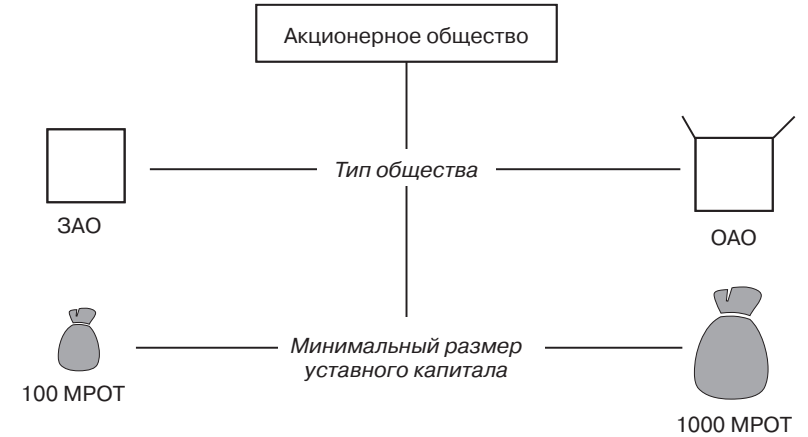 Акционерное общество
Тип общества
ЗАО
ОАО
Минимальный размер
уставного капитала
100 МРОТ
1000 МРОТ